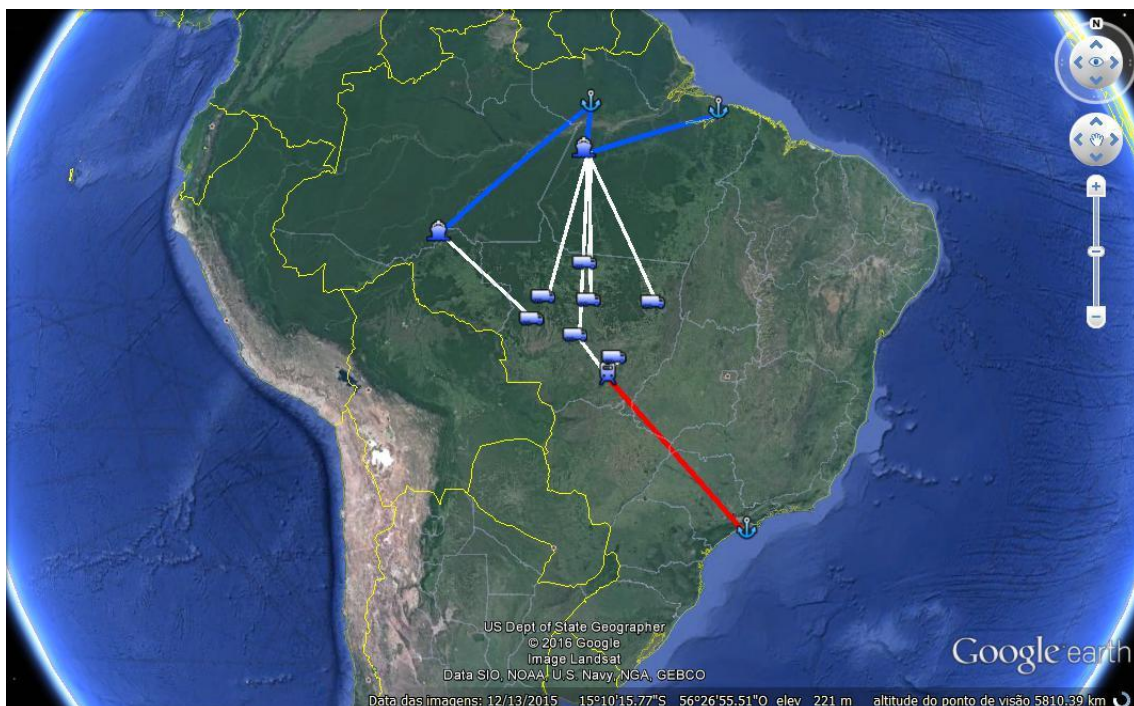 N
US Dept of State Geographer
© 2016 Google
Image Landsat
Data SIO, NOAA, U.S. Navy, NGA, GEBCO
Google earth
Data das imagens: 12/13/2015 15°10'15.77"S 56°26'55.51"O elev 221 m altitude do ponto de visão 5810.39 km